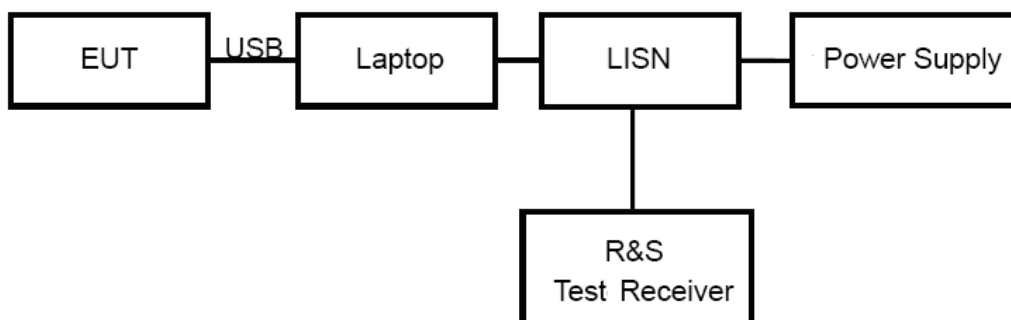 EUT
USB
Laptop
LISN
Power Supply
R&S
Test Receiver